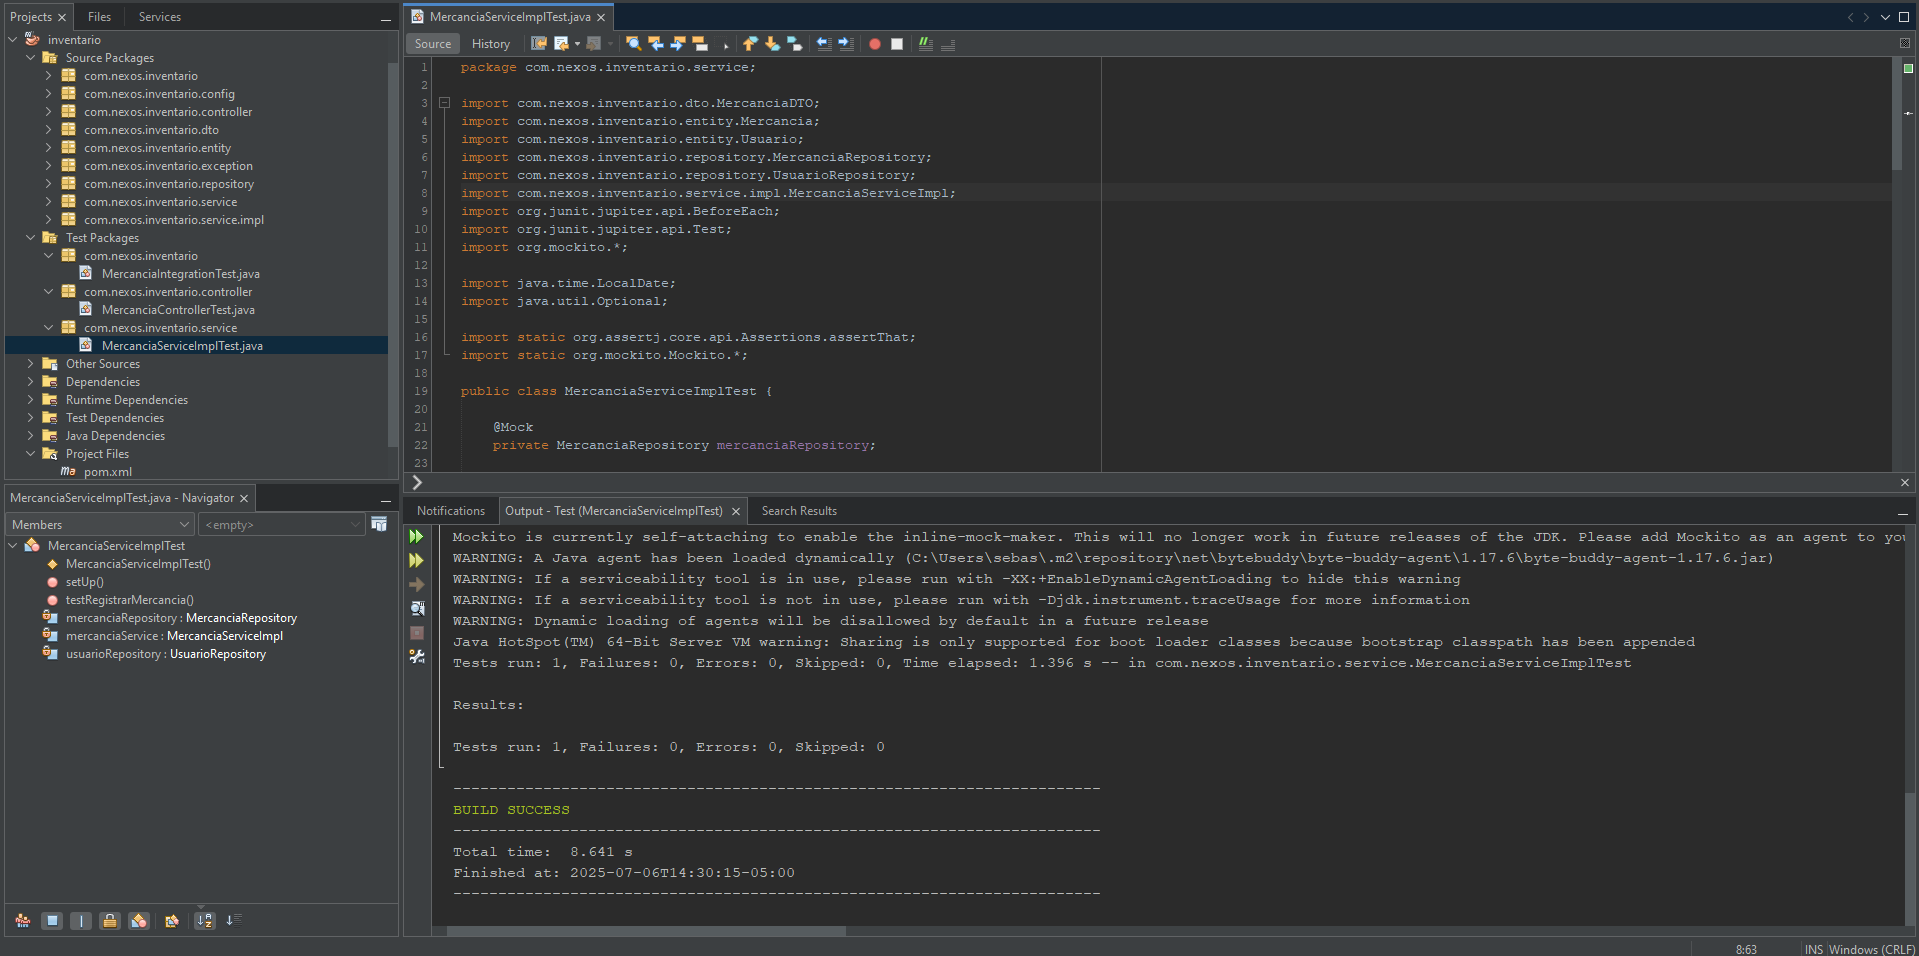 Projects
Files
Services
inventario
Source Packages
com.nexos.inventario
com.nexos.inventario.config
com.nexos.inventario.controller
com.nexos.inventario.dto
com.nexos.inventario.entity
com.nexos.inventario.exception
com.nexos.inventario.repository
com.nexos.inventario.service
com.nexos.inventario.service.impl
Test Packages
com.nexos.inventario
MercanciaIntegrationTest.java
com.nexos.inventario.controller
MercanciaControllerTest.java
com.nexos.inventario.service
MercanciaServiceImplTest.java
Other Sources
Dependencies
Runtime Dependencies
Test Dependencies
Java Dependencies
Project Files
pom.xml
MercanciaServiceImplTest.java - Navigator
Members
<empty>
MercanciaServiceImplTest
MercanciaServiceImplTest()
setUp()
testRegistrarMercancia()
mercanciaRepository : MercanciaRepository
mercanciaService : MercanciaServiceImpl
usuarioRepository : UsuarioRepository
MercanciaServiceImplTest.java
Source
History
1 package com.nexos.inventario.service;
2
3 import com.nexos.inventario.dto.MercanciaDTO;
4 import com.nexos.inventario.entity.Mercancia;
5 import com.nexos.inventario.entity.Usuario;
6 import com.nexos.inventario.repository.MercanciaRepository;
7 import com.nexos.inventario.repository.UsuarioRepository;
8 import com.nexos.inventario.service.impl.MercanciaServiceImpl;
9 import org.junit.jupiter.api.BeforeEach;
10 import org.junit.jupiter.api.Test;
11 import org.mockito.*;
12
13 import java.time.LocalDate;
14 import java.util.Optional;
15
16 import static org.assertj.core.api.Assertions.assertThat;
17 import static org.mockito.Mockito.*;
18
19 public class MercanciaServiceImplTest {
20
21 @Mock
22 private MercanciaRepository mercanciaRepository;
23
Notifications
Output - Test (MercanciaServiceImplTest)
Search Results
Mockito is currently self-attaching to enable the inline-mock-maker. This will no longer work in future releases of the JDK. Please add Mockito as an agent to you
WARNING: A Java agent has been loaded dynamically (C:\Users\sebas\.m2\repository\net\bytebuddy\byte-buddy-agent\1.17.6\byte-buddy-agent-1.17.6.jar)
WARNING: If a serviceability tool is in use, please run with -XX:+EnableDynamicAgentLoading to hide this warning
WARNING: If a serviceability tool is not in use, please run with -Djdk.instrument.traceUsage for more information
WARNING: Dynamic loading of agents will be disallowed by default in a future release
Java HotSpot(TM) 64-Bit Server VM warning: Sharing is only supported for boot loader classes because bootstrap classpath has been appended
Tests run: 1, Failures: 0, Errors: 0, Skipped: 0, Time elapsed: 1.396 s -- in com.nexos.inventario.service.MercanciaServiceImplTest
Results:
Tests run: 1, Failures: 0, Errors: 0, Skipped: 0
------------------------------------------------------------------------
BUILD SUCCESS
------------------------------------------------------------------------
Total time:  8.641 s
Finished at: 2025-07-06T14:30:15-05:00
------------------------------------------------------------------------
8:63
INS
Windows (CRLF)